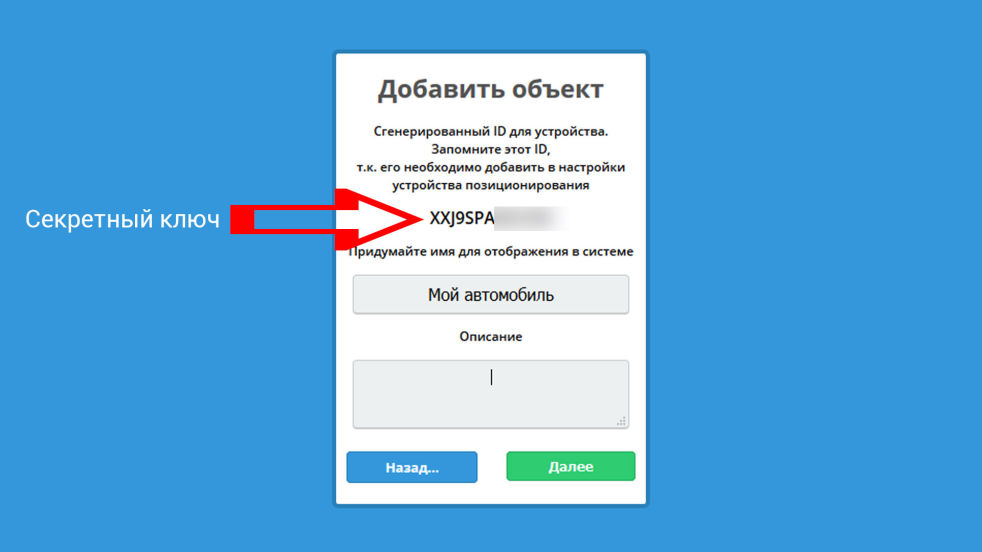 Добавить объект
Сгенерированный ID для устройства.
Запомните этот ID,
т.к. его необходимо добавить в настройки
устройства позиционирования
Секретный ключ
XXJ9SPA
Придумайте имя для отображения в системе
Мой автомобиль
Описание
Назад...
Далее